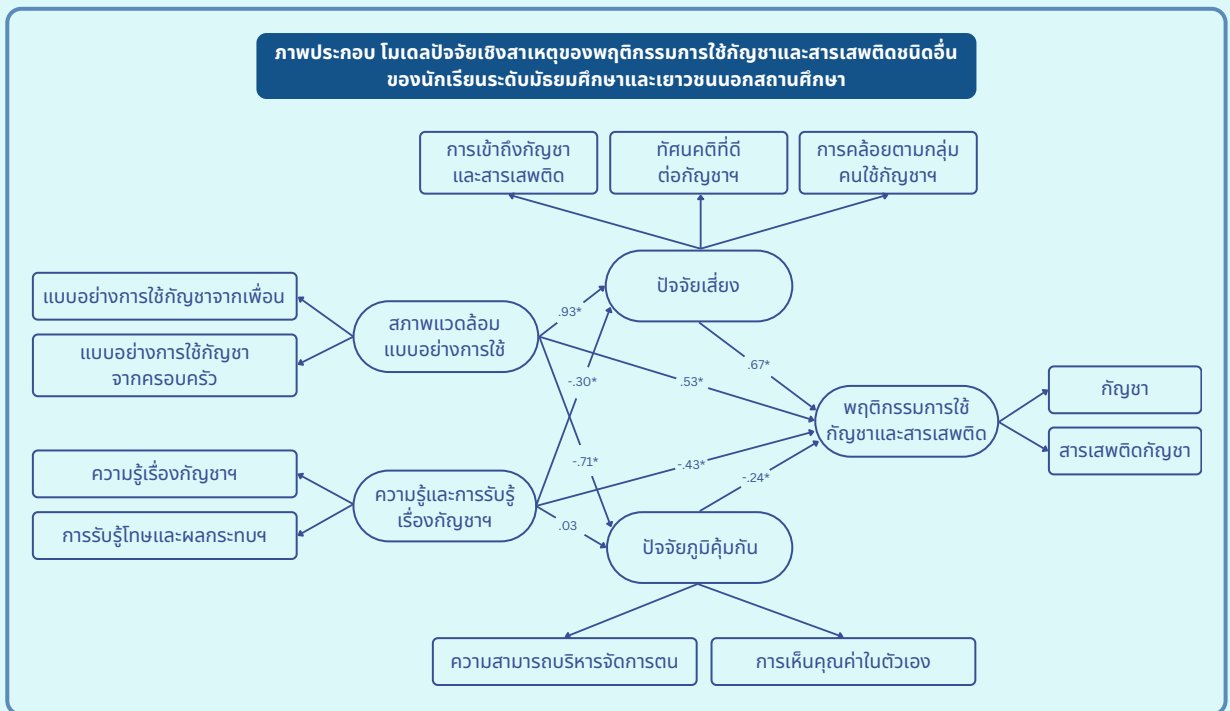 ภาพประกอบ โมเดลปัจจัยเชิงสาเหตุของพฤติกรรมการใช้กัญชาและสารเสพติดชนิดอื่น
ของนักเรียนระดับมัธยมศึกษาและเยาวชนนอกสถานศึกษา
การเข้าถึงกัญชา
และสารเสพติด
ทัศนคติที่ดี
ต่อกัญชาฯ
การคล้อยตามกลุ่ม
คนใช้กัญชาฯ
ปัจจัยเสี่ยง
แบบอย่างการใช้กัญชาจากเพื่อน
แบบอย่างการใช้กัญชา
จากครอบครัว
สภาพแวดล้อม
แบบอย่างการใช้
.93*
-.30*
.53*
.67*
พฤติกรรมการใช้
กัญชาและสารเสพติด
กัญชา
สารเสพติดกัญชา
ความรู้เรื่องกัญชาฯ
การรับรู้โทษและผลกระทบฯ
ความรู้และการรับรู้
เรื่องกัญชาฯ
-.71*
-.43*
-.24*
.03
ปัจจัยภูมิคุ้มกัน
ความสามารถบริหารจัดการตน
การเห็นคุณค่าในตัวเอง